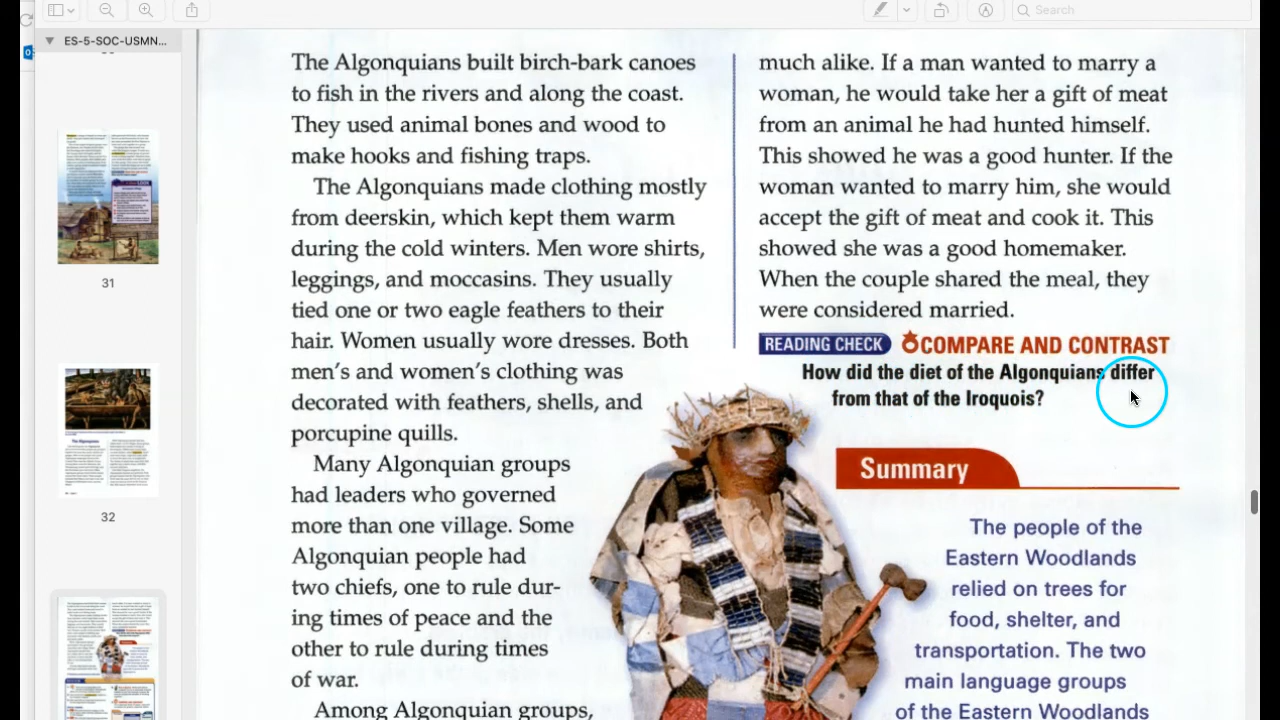 Search
ES-5-SOC-USMN...
31
32
The Algonquians built birch-bark canoes
to fish in the rivers and along the coast.
They used animal bones and wood to
make hooks and fishing traps.
The Algonquians made clothing mostly
from deerskin, which kept them warm
during the cold winters. Men wore shirts,
leggings, and moccasins. They usually
tied one or two eagle feathers to their
hair. Women usually wore dresses. Both
men's and women's clothing was
decorated with feathers, shells, and
porcupine quills.
Many Algonquian groups
had leaders who governed
more than one village. Some
Algonquian people had
two chiefs, one to rule dur-
ing times of peace and the
other to rule during times
of war.
Among Algonquian groups,
much alike. If a man wanted to marry a
woman, he would take her a gift of meat
from an animal he had hunted himself.
This showed he was a good hunter. If the
woman wanted to marry him, she would
accept the gift of meat and cook it. This
showed she was a good homemaker.
When the couple shared the meal, they
were considered married.
READING CHECK COMPARE AND CONTRAST
How did the diet of the Algonquians differ
from that of the Iroquois?
Summary
The people of the
Eastern Woodlands
relied on trees for
food, shelter, and
transportation. The two
main language groups
of the Eastern Woodlands